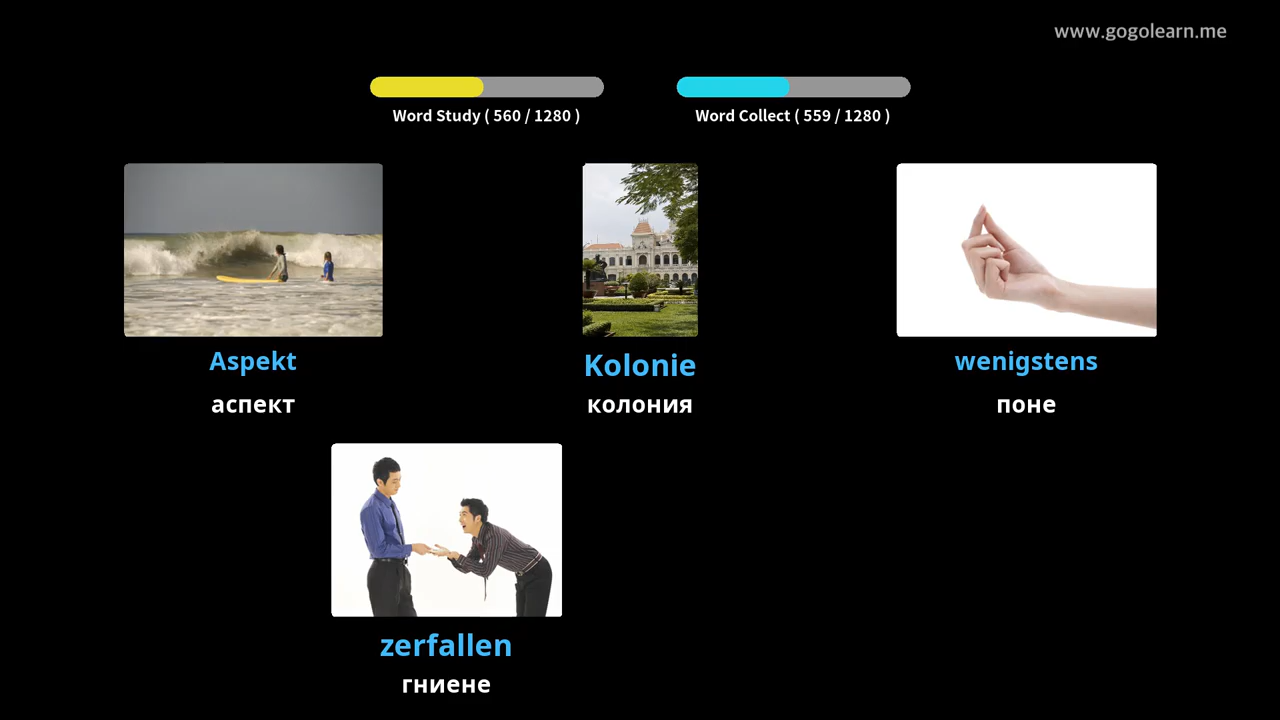 www.gogolearn.me
Word Study ( 560 / 1280 )
Word Collect ( 559 / 1280 )
Aspekt
аспект
Kolonie
колония
wenigstens
поне
zerfallen
гниене